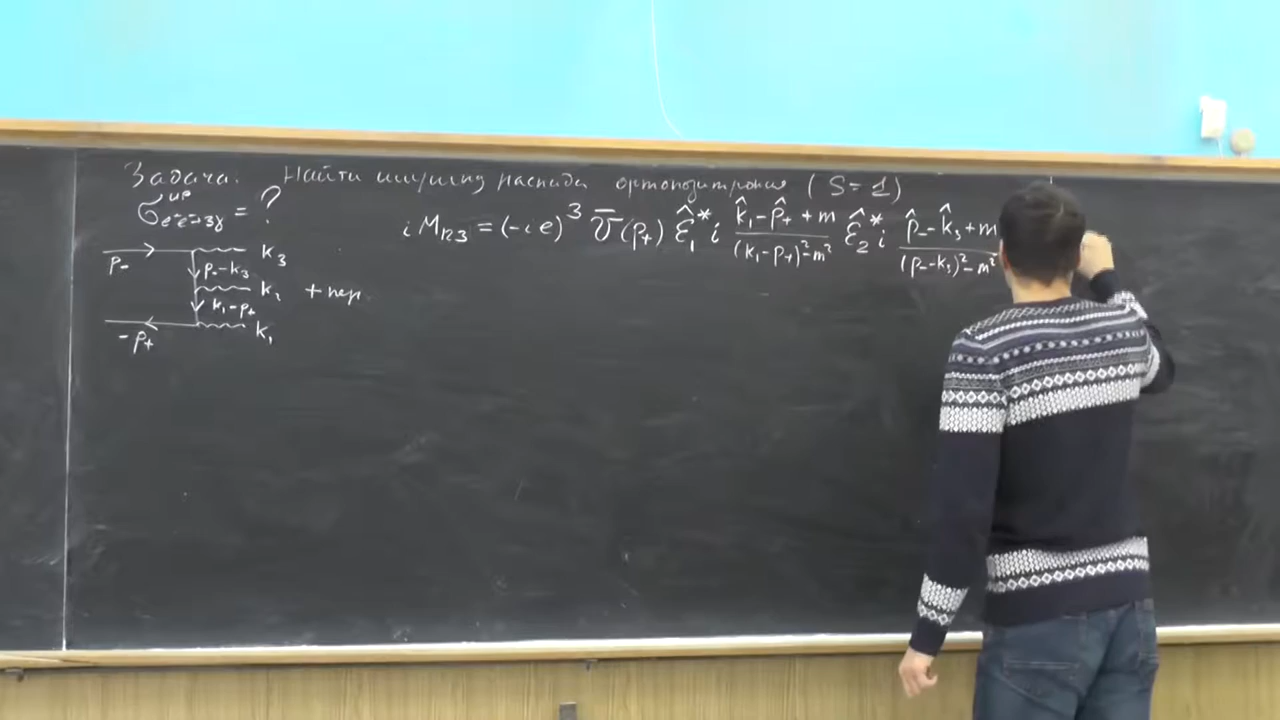 Задача. Найти ширину распада ортопозитрония (S=1)
σ^{нр}_{e⁻e⁺→3γ} = ?
iM₁₂₃ = (-ie)³ v̄(p₊) ε̂₁* i (k̂₁-p̂₊+m)/((k₁-p₊)²-m²) ε̂₂* i (p̂₋-k̂₃+m)/((p₋-k₃)²-m²)
p₋ k₃
p₋-k₃
k₂ + пер.
k₁-p₊
-p₊ k₁